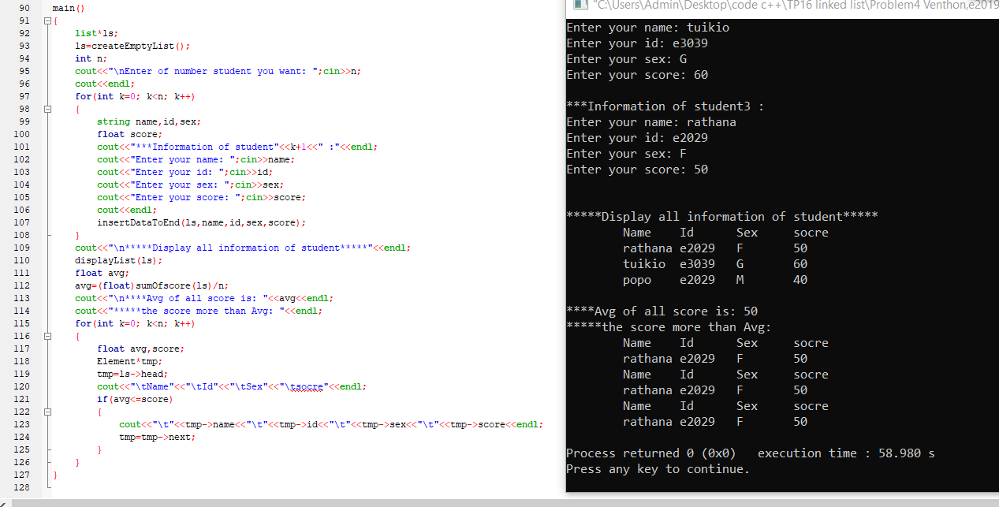 90 main()
91 {
92 list*ls;
93 ls=createEmptyList();
94 int n;
95 cout<<"\nEnter of number student you want: ";cin>>n;
96 cout<<endl;
97 for(int k=0; k<n; k++)
98 {
99 string name,id,sex;
100 float score;
101 cout<<"***Information of student"<<k+1<<" :"<<endl;
102 cout<<"Enter your name: ";cin>>name;
103 cout<<"Enter your id: ";cin>>id;
104 cout<<"Enter your sex: ";cin>>sex;
105 cout<<"Enter your score: ";cin>>score;
106 cout<<endl;
107 insertDataToEnd(ls,name,id,sex,score);
108 }
109 cout<<"\n*****Display all information of student*****"<<endl;
110 displayList(ls);
111 float avg;
112 avg=(float)sumOfscore(ls)/n;
113 cout<<"\n****Avg of all score is: "<<avg<<endl;
114 cout<<"*****the score more than Avg: "<<endl;
115 for(int k=0; k<n; k++)
116 {
117 float avg,score;
118 Element*tmp;
119 tmp=ls->head;
120 cout<<"\tName"<<"\tId"<<"\tSex"<<"\tsocre"<<endl;
121 if(avg<=score)
122 {
123 cout<<"\t"<<tmp->name<<"\t"<<tmp->id<<"\t"<<tmp->sex<<"\t"<<tmp->score<<endl;
124 tmp=tmp->next;
125 }
126 }
127 }
128
"C:\Users\Admin\Desktop\code c++\TP16 linked list\Problem4 Venthon,e2019
Enter your name: tuikio
Enter your id: e3039
Enter your sex: G
Enter your score: 60
***Information of student3 :
Enter your name: rathana
Enter your id: e2029
Enter your sex: F
Enter your score: 50
*****Display all information of student*****
Name Id Sex socre
rathana e2029 F 50
tuikio e3039 G 60
popo e2029 M 40
****Avg of all score is: 50
*****the score more than Avg:
Name Id Sex socre
rathana e2029 F 50
Name Id Sex socre
rathana e2029 F 50
Name Id Sex socre
rathana e2029 F 50
Process returned 0 (0x0) execution time : 58.980 s
Press any key to continue.